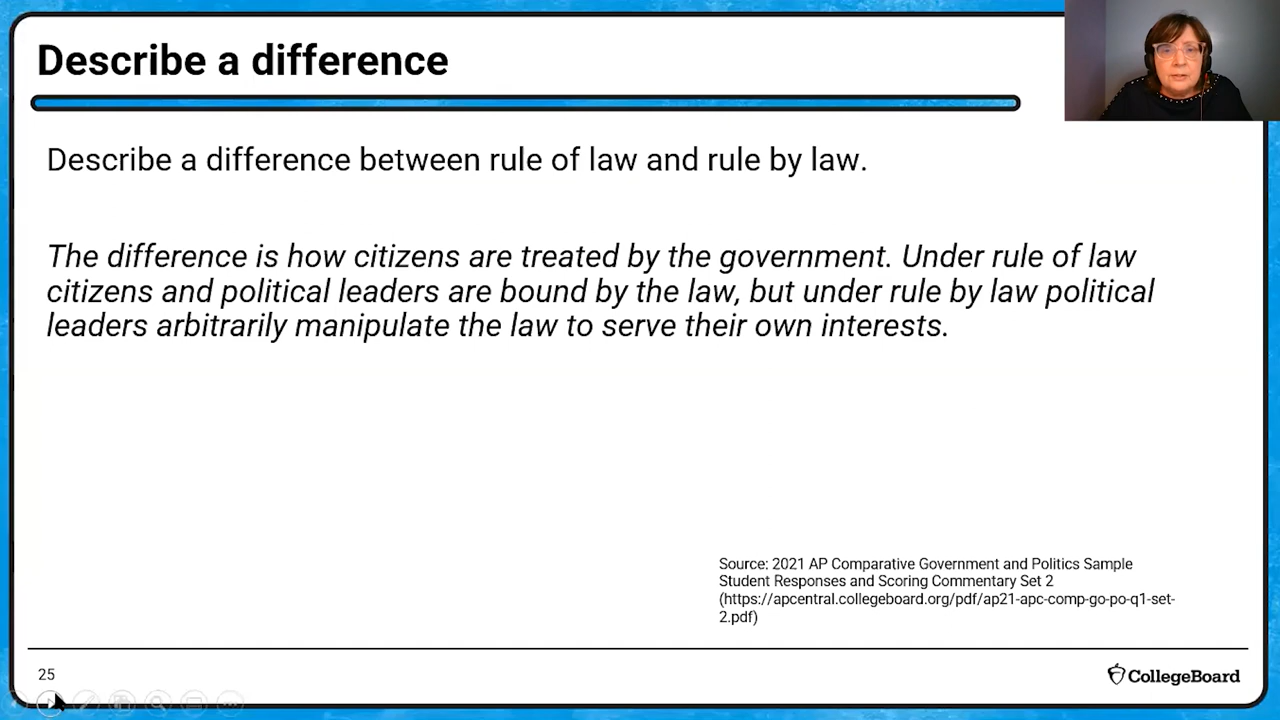 Describe a difference
Describe a difference between rule of law and rule by law.
The difference is how citizens are treated by the government. Under rule of law
citizens and political leaders are bound by the law, but under rule by law political
leaders arbitrarily manipulate the law to serve their own interests.
Source: 2021 AP Comparative Government and Politics Sample
Student Responses and Scoring Commentary Set 2
(https://apcentral.collegeboard.org/pdf/ap21-apc-comp-go-po-q1-set-
2.pdf)
25
CollegeBoard